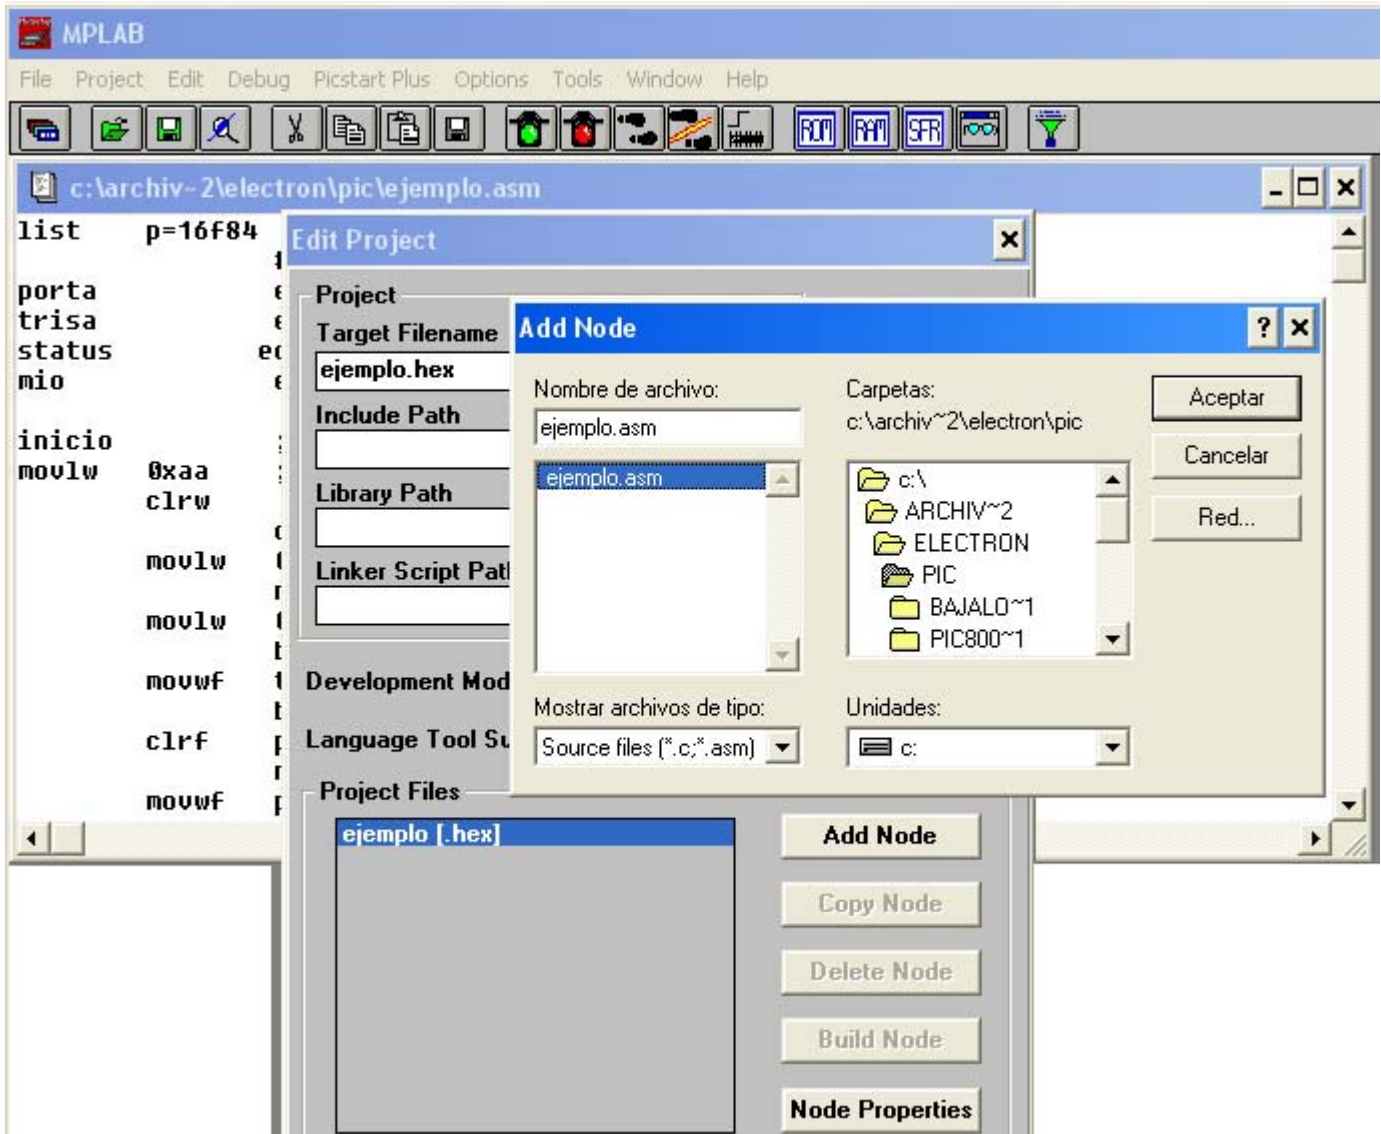 MPLAB
File Project Edit Debug Picstart Plus Options Tools Window Help
ROM RAM SFR
c:\archiv~2\electron\pic\ejemplo.asm
list p=16f84
porta
trisa
status
mio
inicio
movlw 0xaa
clrw
movlw
movlw
movwf
clrf
movwf
Edit Project
Project
Target Filename
ejemplo.hex
Include Path
Library Path
Linker Script
Development
Language Tool
Project Files
ejemplo [.hex]
Add Node
Copy Node
Delete Node
Build Node
Node Properties
Add Node
Nombre de archivo:
ejemplo.asm
ejemplo.asm
Mostrar archivos de tipo:
Source files (*.c;*.asm)
Carpetas:
c:\archiv~2\electron\pic
c:\
ARCHIV~2
ELECTRON
PIC
BAJALO~1
PIC800~1
Unidades:
c:
Aceptar
Cancelar
Red...